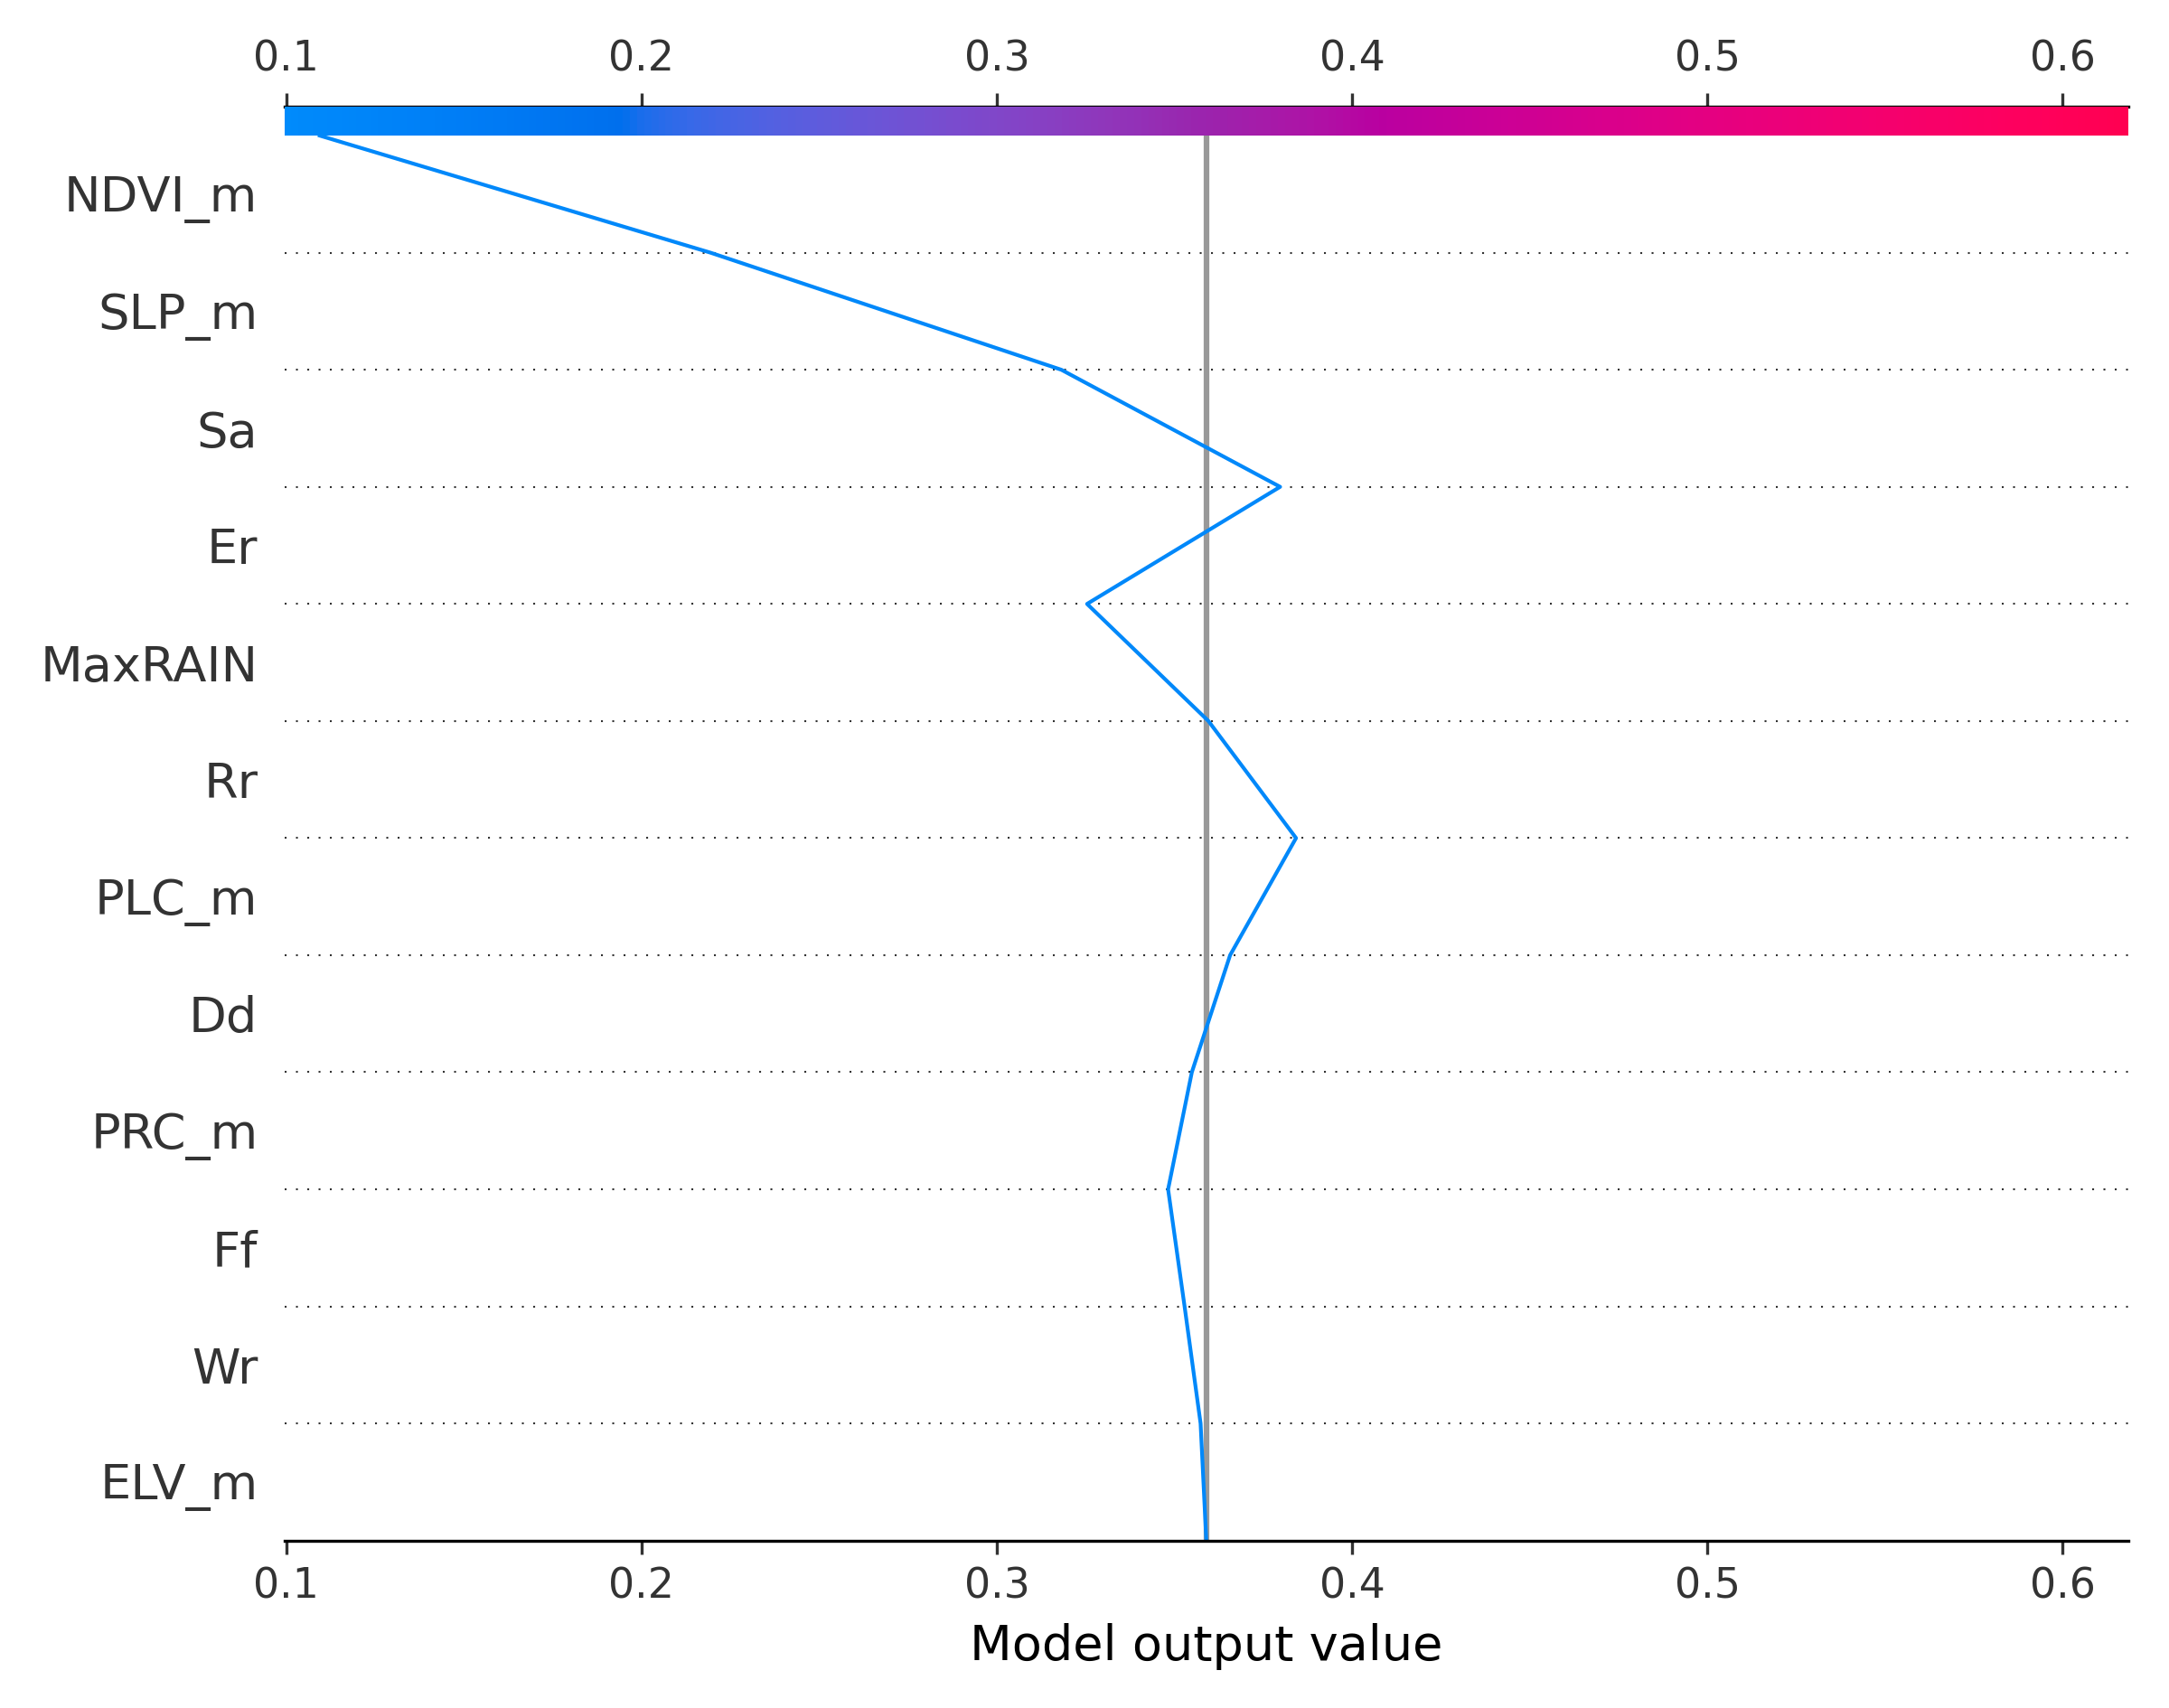 0.1 0.2 0.3 0.4 0.5 0.6
NDVI_m
SLP_m
Sa
Er
MaxRAIN
Rr
PLC_m
Dd
PRC_m
Ff
Wr
ELV_m
0.1 0.2 0.3 0.4 0.5 0.6
Model output value